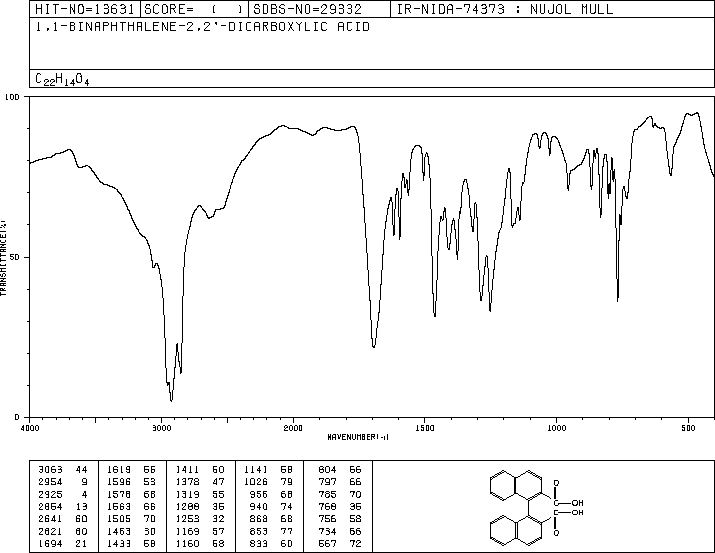 HIT-NO=13631 SCORE= ( ) SDBS-NO=29332 IR-NIDA-74373 : NUJOL MULL
1,1-BINAPHTHALENE-2,2'-DICARBOXYLIC ACID
C22H14O4
100
50
0
TRANSMITTANCE(%)
4000 3000 2000 1500 1000 500
WAVENUMBER(-1)
3063 44 1619 55 1411 50 1141 58 804 66
2954 9 1596 53 1378 47 1026 79 797 66
2925 4 1578 68 1319 55 956 68 785 70
2854 13 1563 66 1288 35 940 74 768 35
2641 60 1505 70 1253 32 868 68 756 58
2621 60 1463 30 1169 57 853 77 734 66
1694 21 1433 58 1160 58 833 60 567 72
O
C-OH
C-OH
O